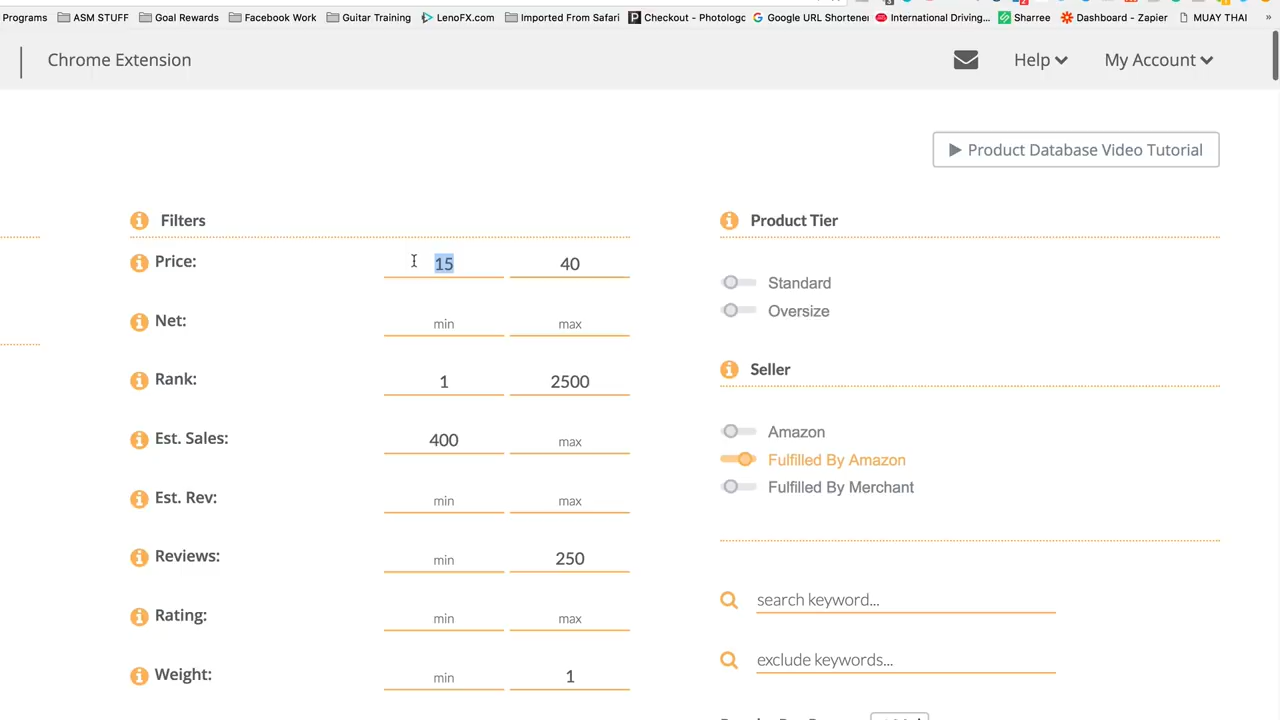 Programs ASM STUFF Goal Rewards Facebook Work Guitar Training LenoFX.com Imported From Safari Checkout - Photologo Google URL Shortener International Driving... Sharree Dashboard - Zapier MUAY THAI »
Chrome Extension Help My Account
Product Database Video Tutorial
Filters
Price: 15 40
Net: min max
Rank: 1 2500
Est. Sales: 400 max
Est. Rev: min max
Reviews: min 250
Rating: min max
Weight: min 1
Product Tier
Standard
Oversize
Seller
Amazon
Fulfilled By Amazon
Fulfilled By Merchant
search keyword...
exclude keywords...